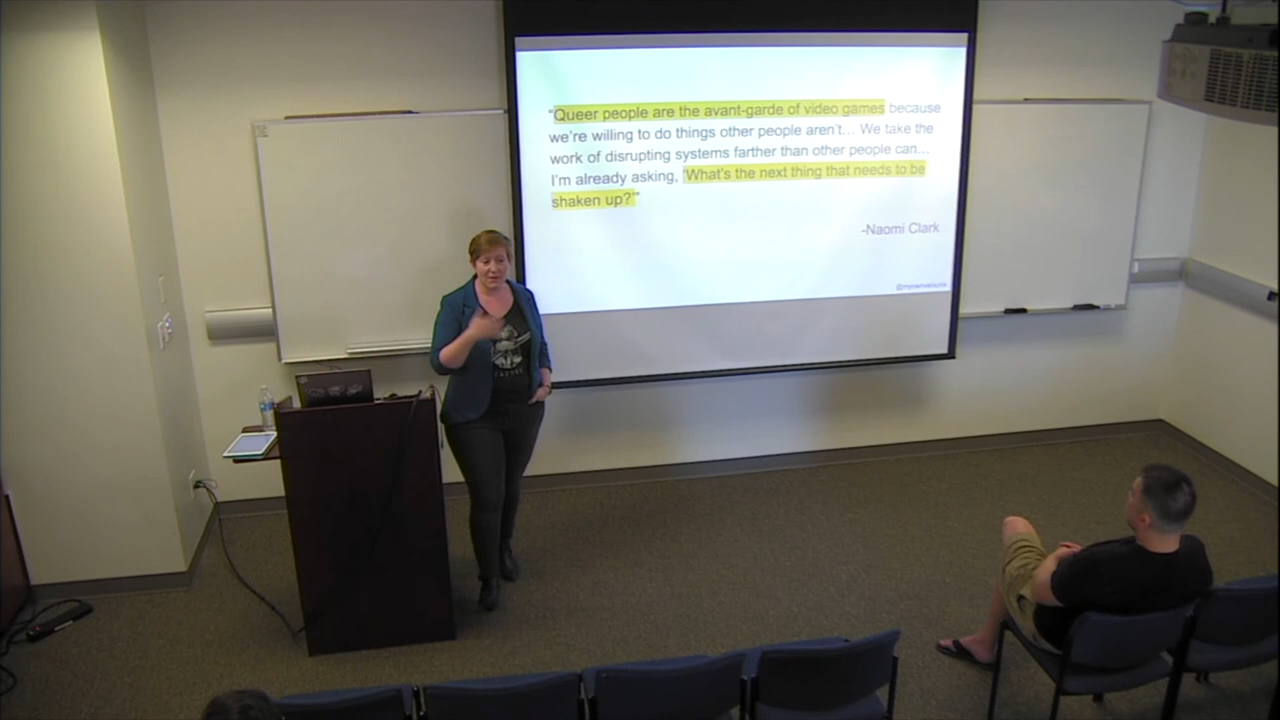 “Queer people are the avant-garde of video games because
we’re willing to do things other people aren’t... We take the
work of disrupting systems farther than other people can...
I’m already asking, ‘What’s the next thing that needs to be
shaken up?’”
-Naomi Clark